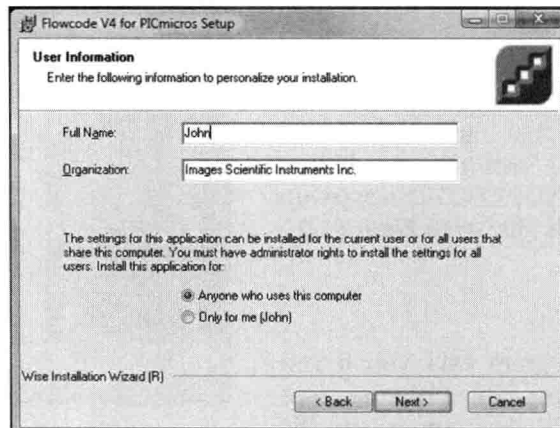 Flowcode V4 for PICmicros Setup
User Information
Enter the following information to personalize your installation.
Full Name:
John
Organization:
Images Scientific Instruments Inc.
The settings for this application can be installed for the current user or for all users that
share this computer. You must have administrator rights to install the settings for all
users. Install this application for:
Anyone who uses this computer
Only for me (John)
Wise Installation Wizard (R)
< Back Next > Cancel